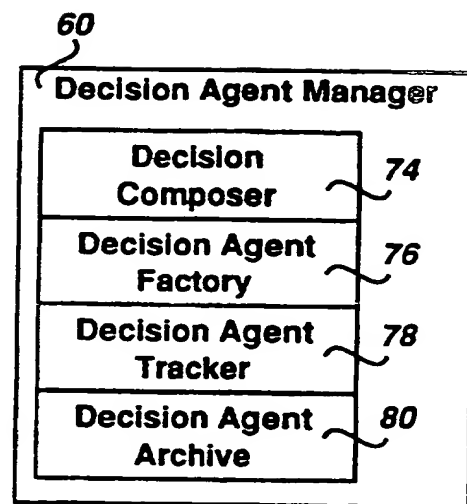 60
Decision Agent Manager
Decision
Composer
74
Decision Agent
Factory
76
Decision Agent
Tracker
78
Decision Agent
Archive
80